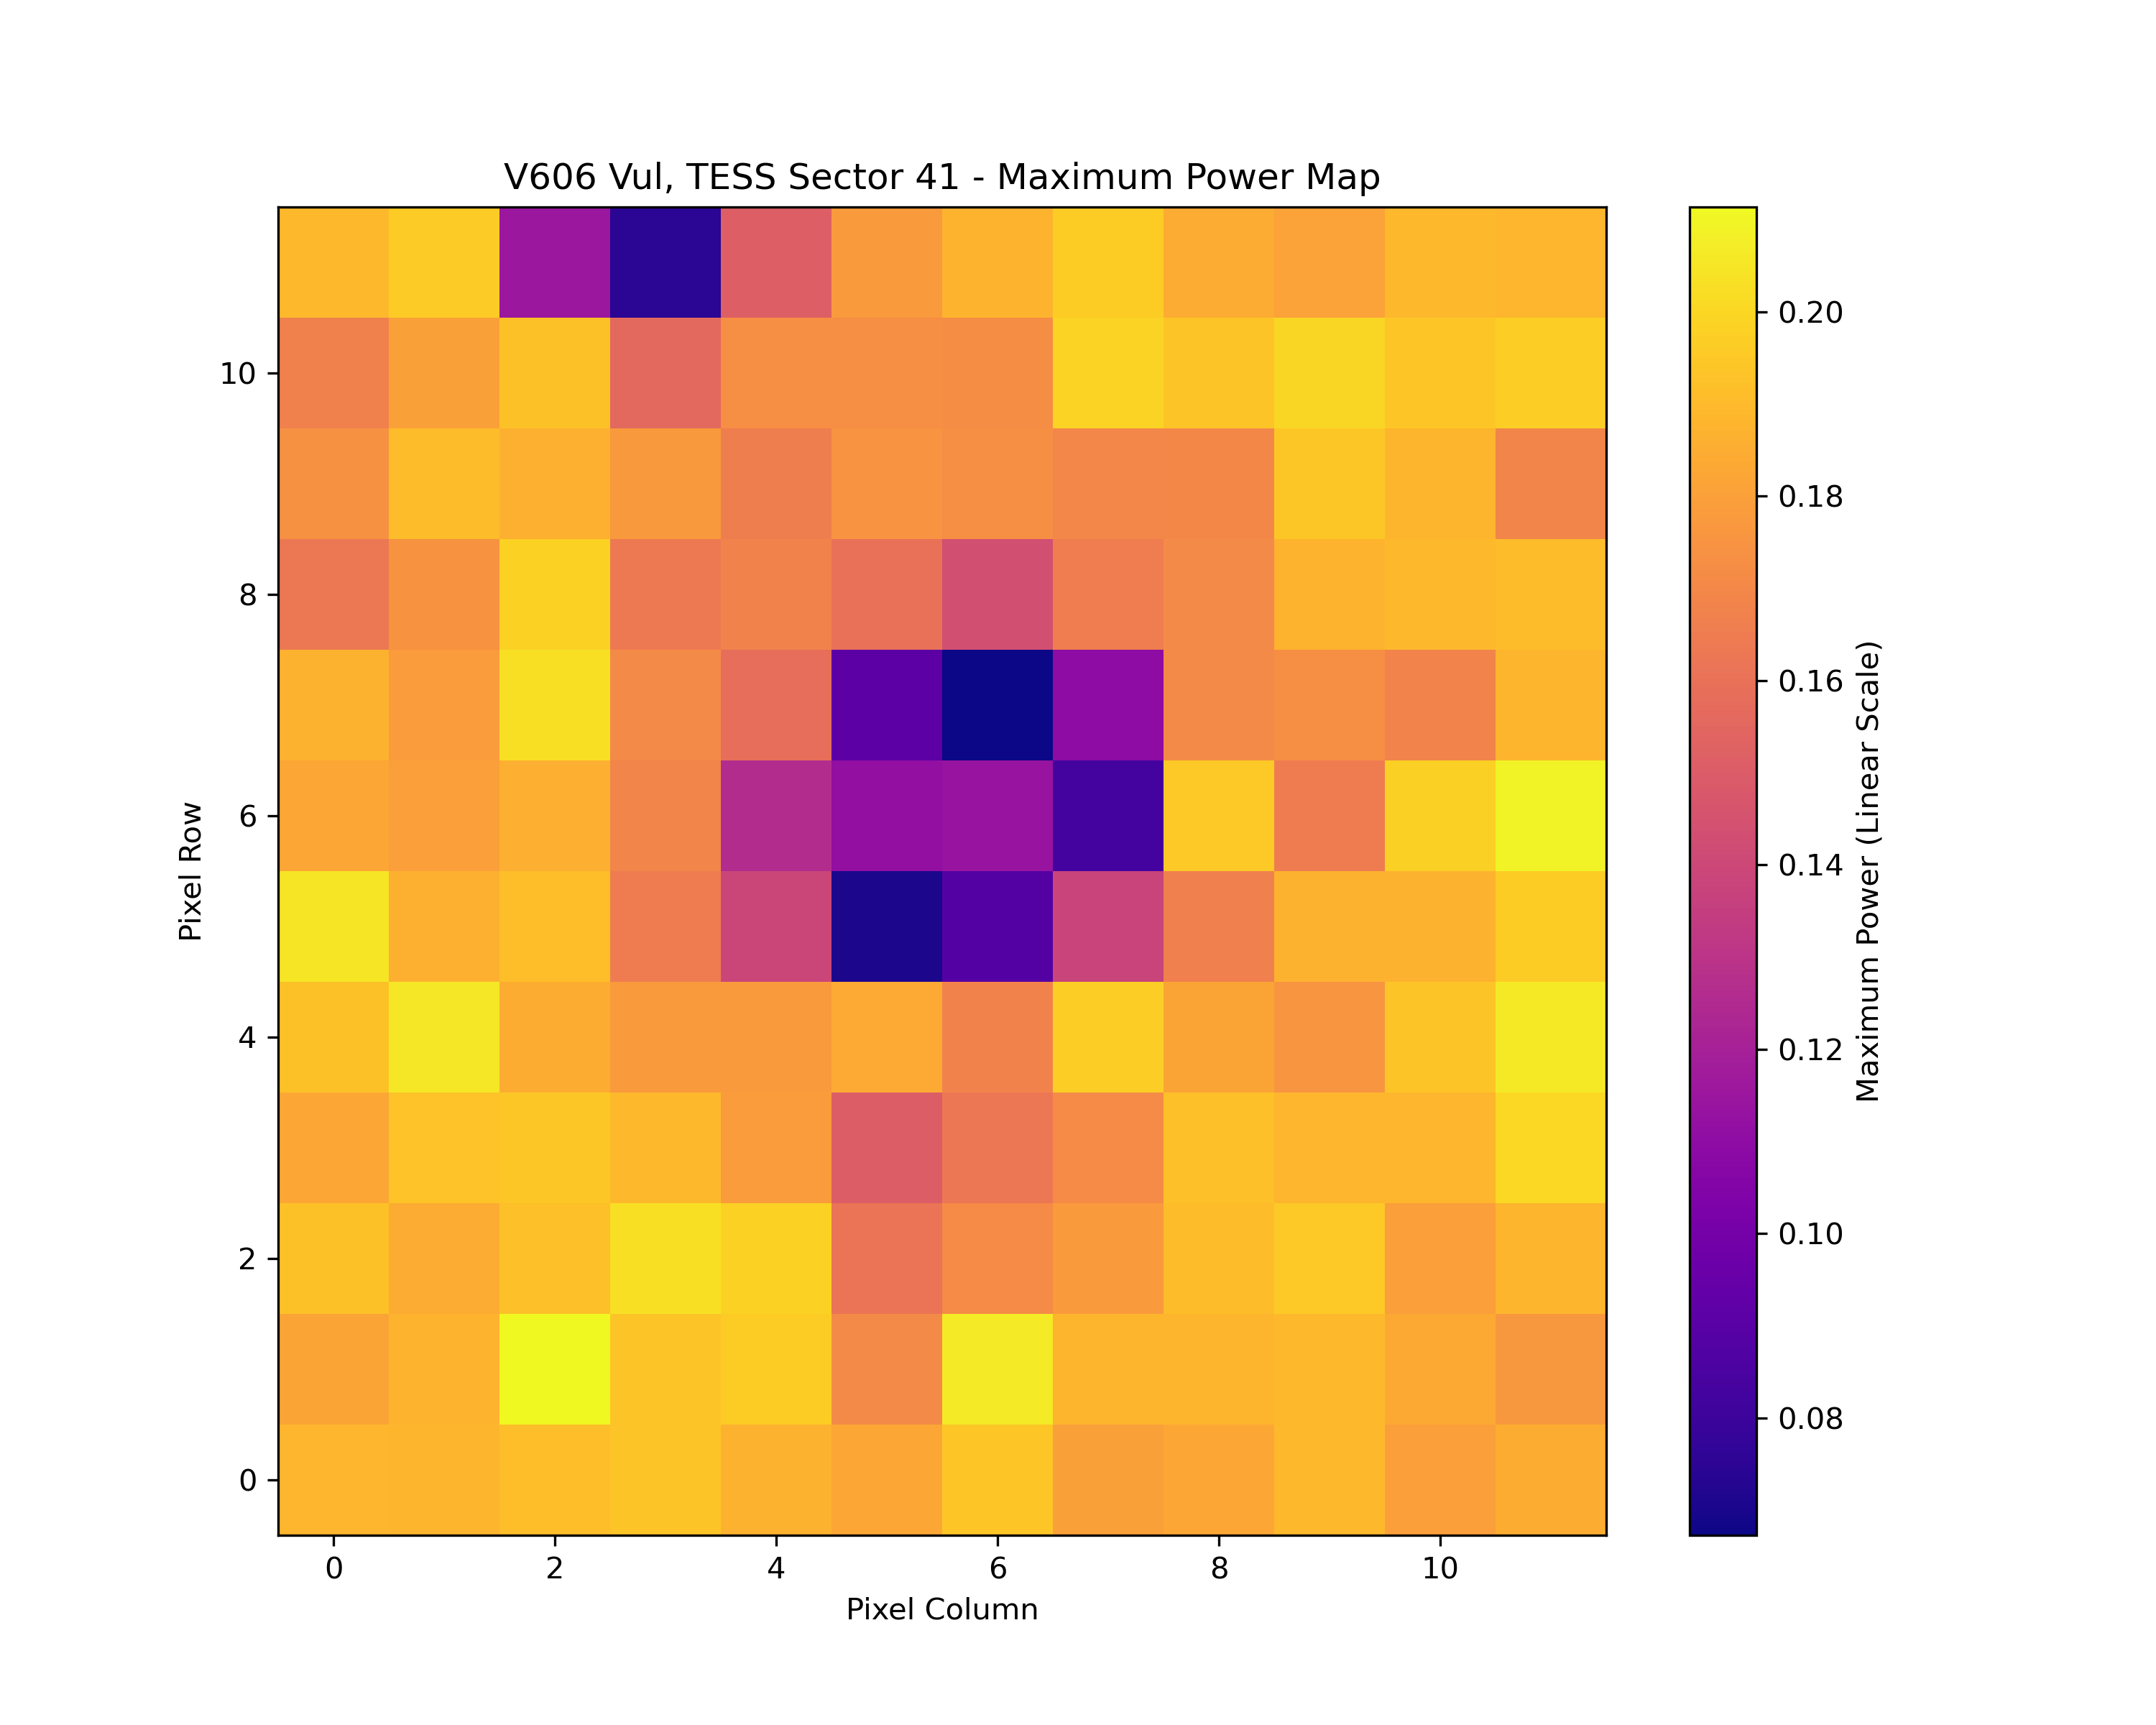 V606 Vul, TESS Sector 41 - Maximum Power Map
Pixel Row
10
8
6
4
2
0
0 2 4 6 8 10
Pixel Column
0.20
0.18
0.16
0.14
0.12
0.10
0.08
Maximum Power (Linear Scale)